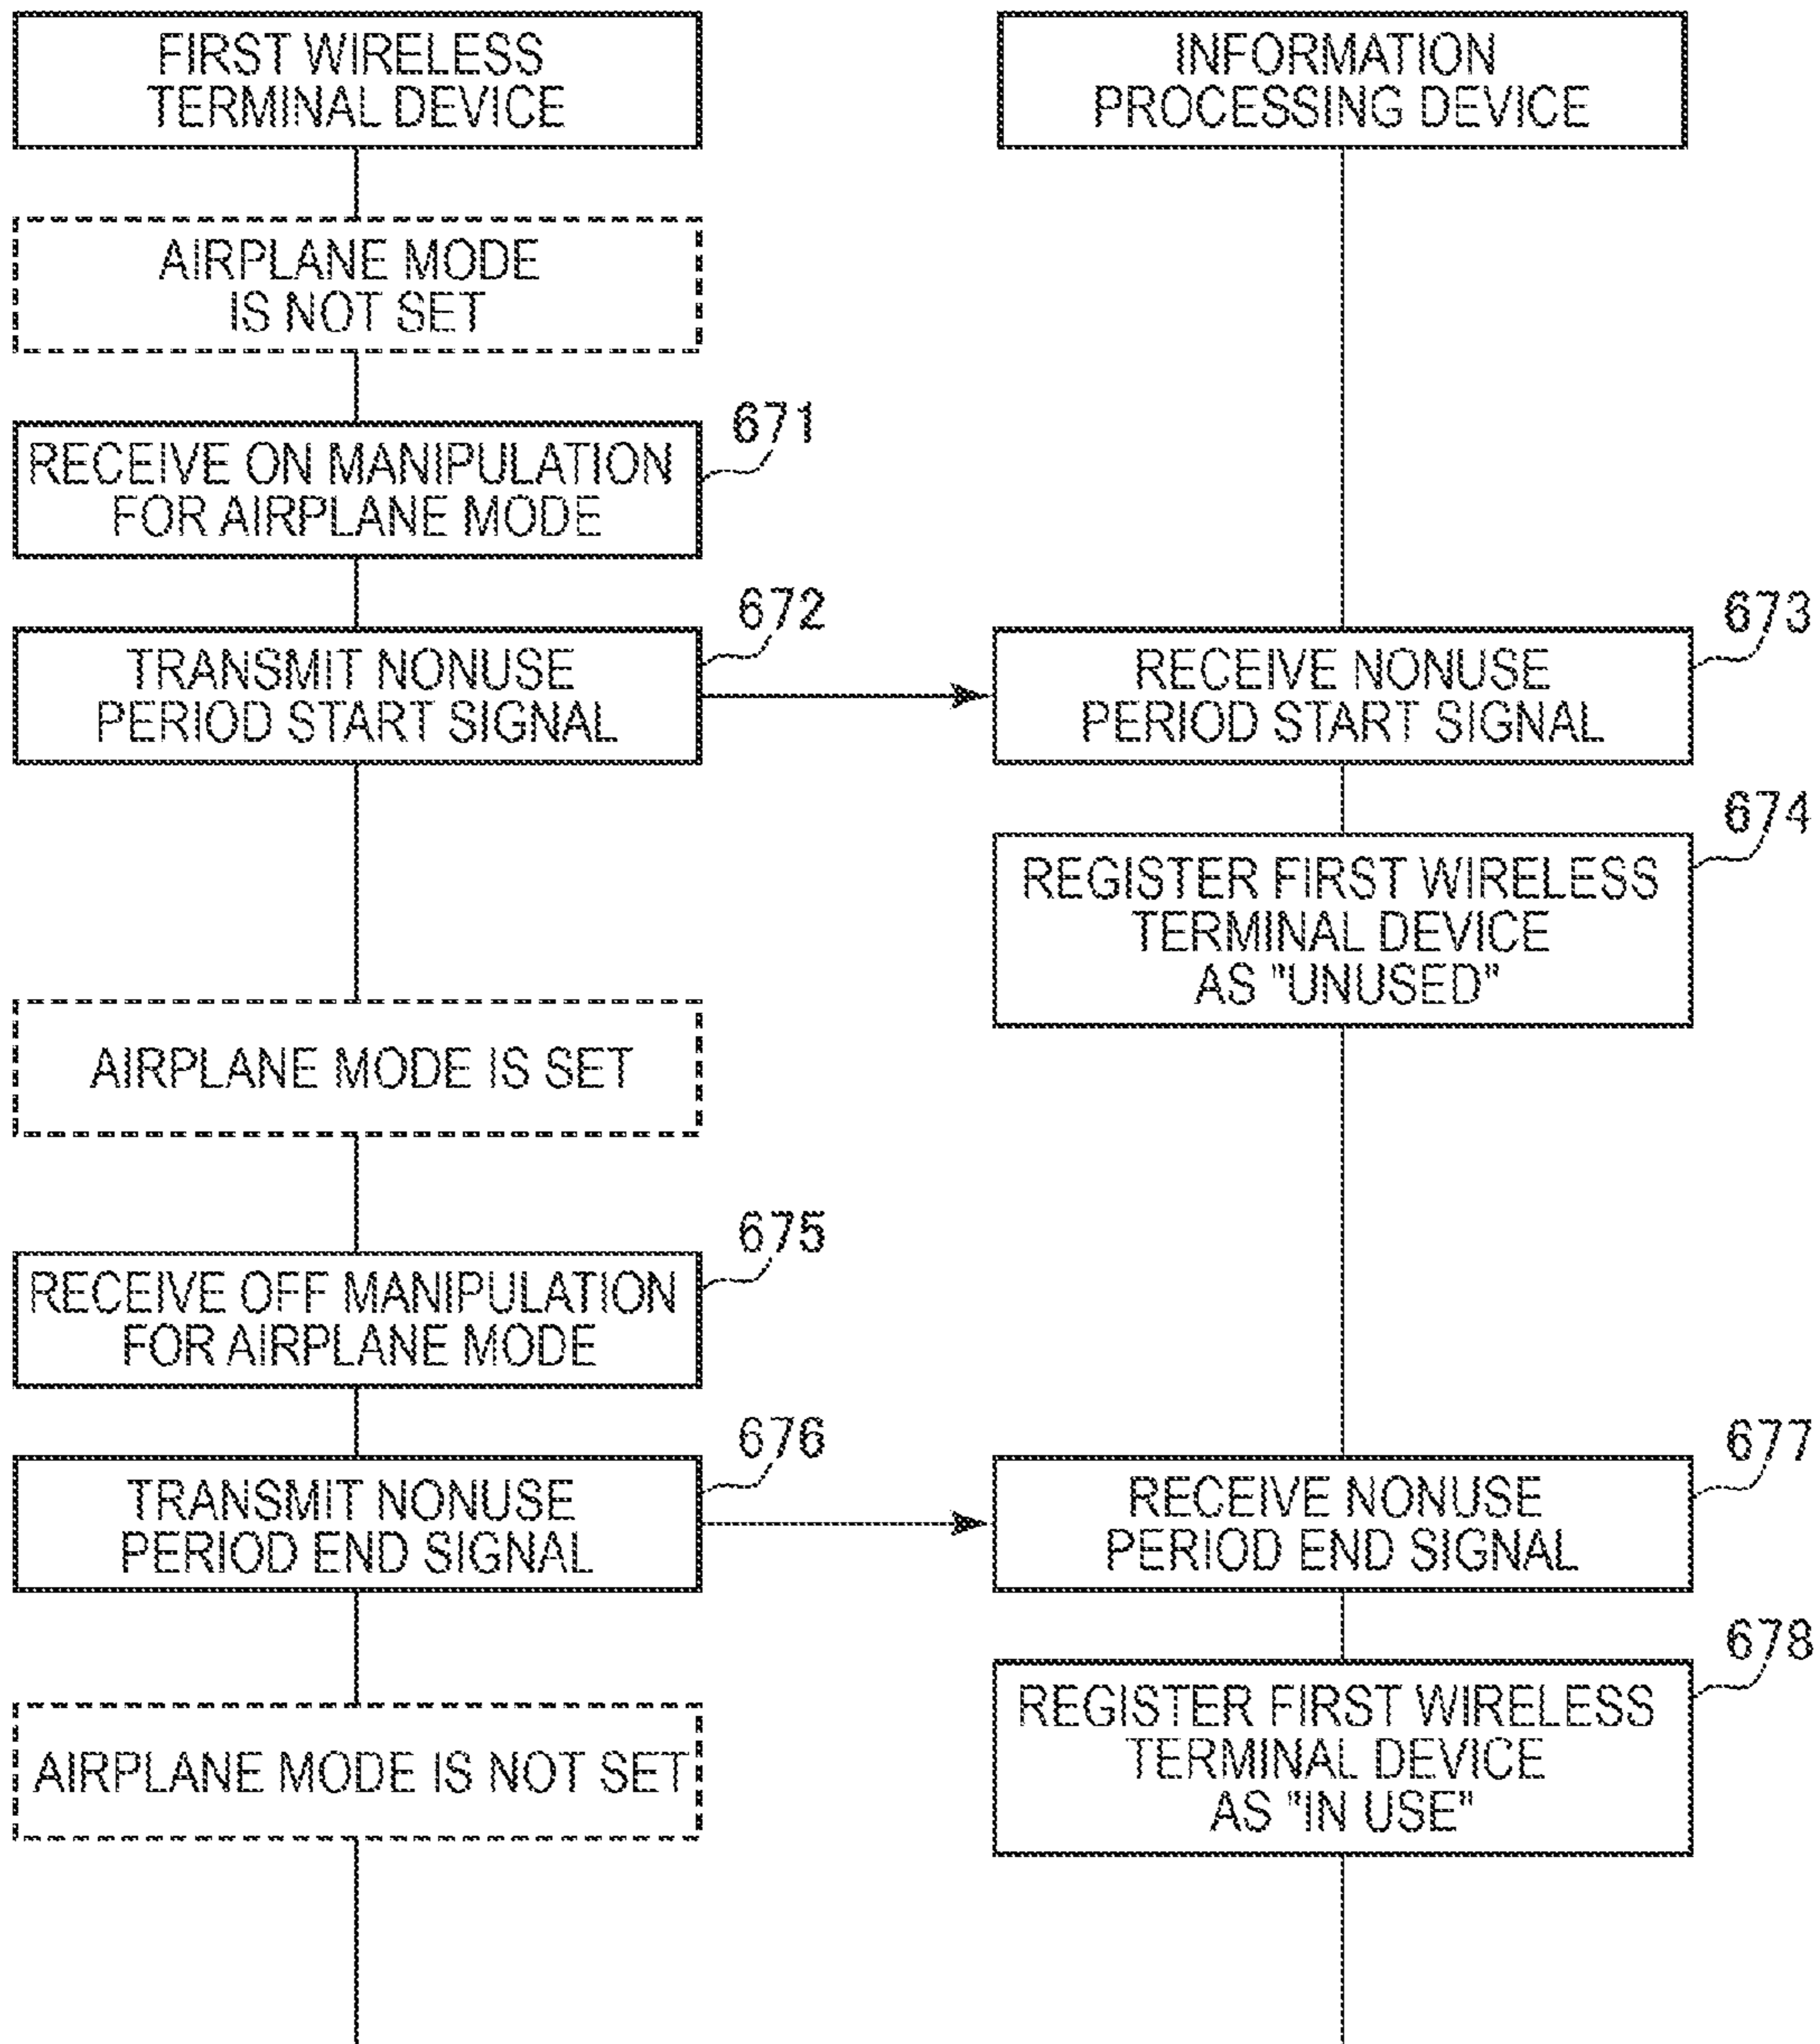 FIRST WIRELESS
TERMINAL DEVICE
INFORMATION
PROCESSING DEVICE
AIRPLANE MODE
IS NOT SET
671
RECEIVE ON MANIPULATION
FOR AIRPLANE MODE
672
TRANSMIT NONUSE
PERIOD START SIGNAL
673
RECEIVE NONUSE
PERIOD START SIGNAL
674
REGISTER FIRST WIRELESS
TERMINAL DEVICE
AS "UNUSED"
AIRPLANE MODE IS SET
675
RECEIVE OFF MANIPULATION
FOR AIRPLANE MODE
676
TRANSMIT NONUSE
PERIOD END SIGNAL
677
RECEIVE NONUSE
PERIOD END SIGNAL
678
REGISTER FIRST WIRELESS
TERMINAL DEVICE
AS "IN USE"
AIRPLANE MODE IS NOT SET